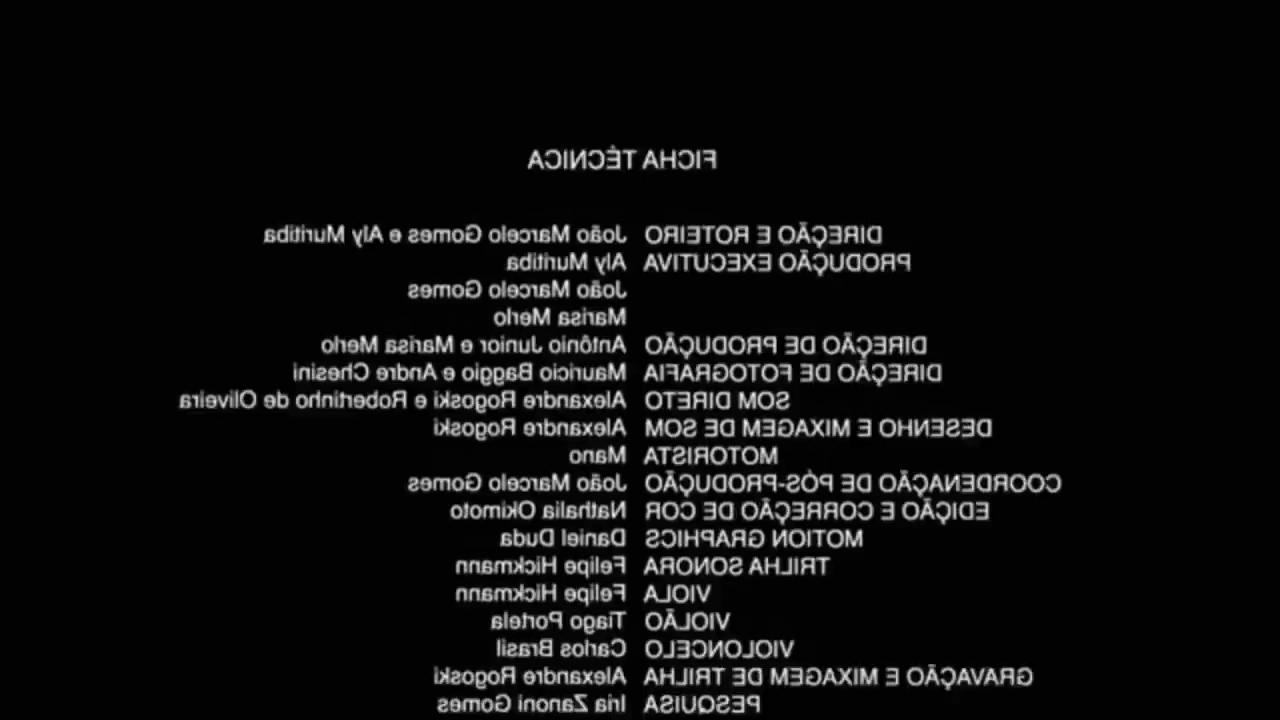 FICHA TÉCNICA
DIREÇÃO E ROTEIRO João Marcelo Gomes e Aly Muritiba
PRODUÇÃO EXECUTIVA Aly Muritiba
João Marcelo Gomes
Marisa Merlo
DIREÇÃO DE PRODUÇÃO Antônio Junior e Marisa Merlo
DIREÇÃO DE FOTOGRAFIA Mauricio Baggio e Andre Chesini
SOM DIRETO Alexandre Rogoski e Robertinho de Oliveira
DESENHO E MIXAGEM DE SOM Alexandre Rogoski
MOTORISTA Mano
COORDENAÇÃO DE PÓS-PRODUÇÃO João Marcelo Gomes
EDIÇÃO E CORREÇÃO DE COR Nathalia Okimoto
MOTION GRAPHICS Daniel Duda
TRILHA SONORA Felipe Hickmann
VIOLA Felipe Hickmann
VIOLÃO Tiago Portela
VIOLONCELO Carlos Brasil
GRAVAÇÃO E MIXAGEM DE TRILHA Alexandre Rogoski
PESQUISA Iria Zanoni Gomes